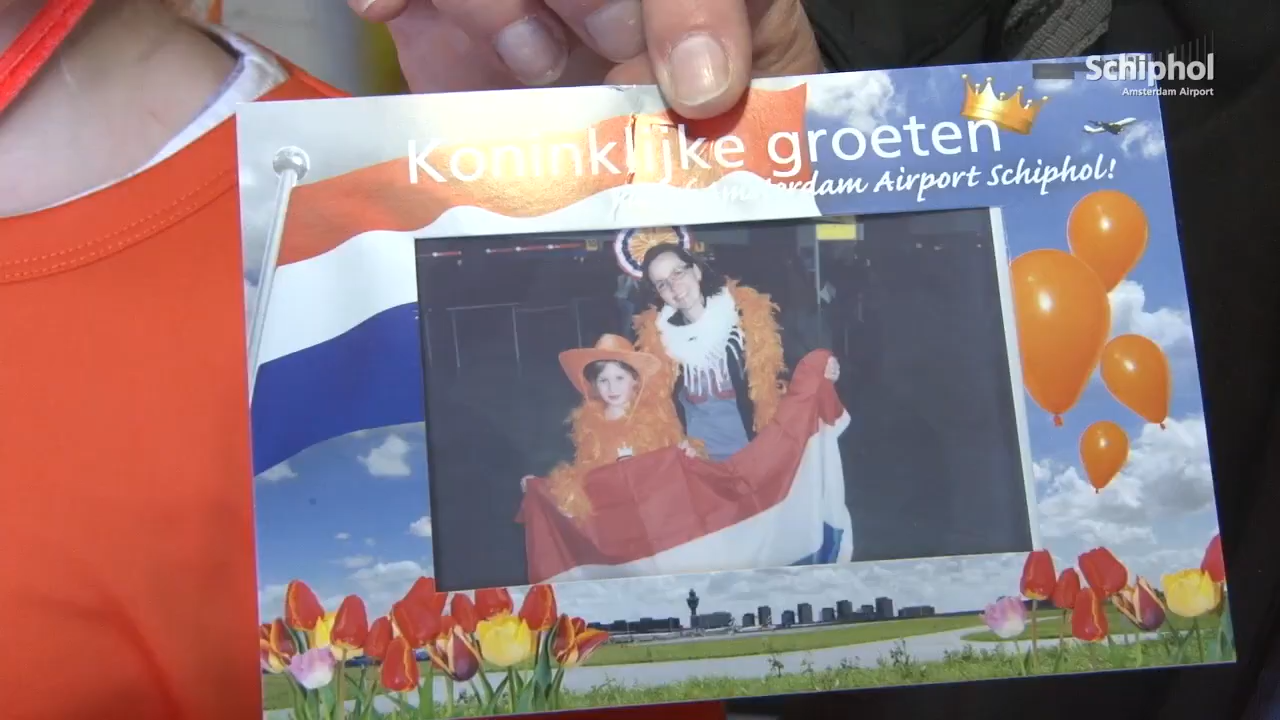 Schiphol
Amsterdam Airport
Koninklijke groeten
Amsterdam Airport Schiphol!